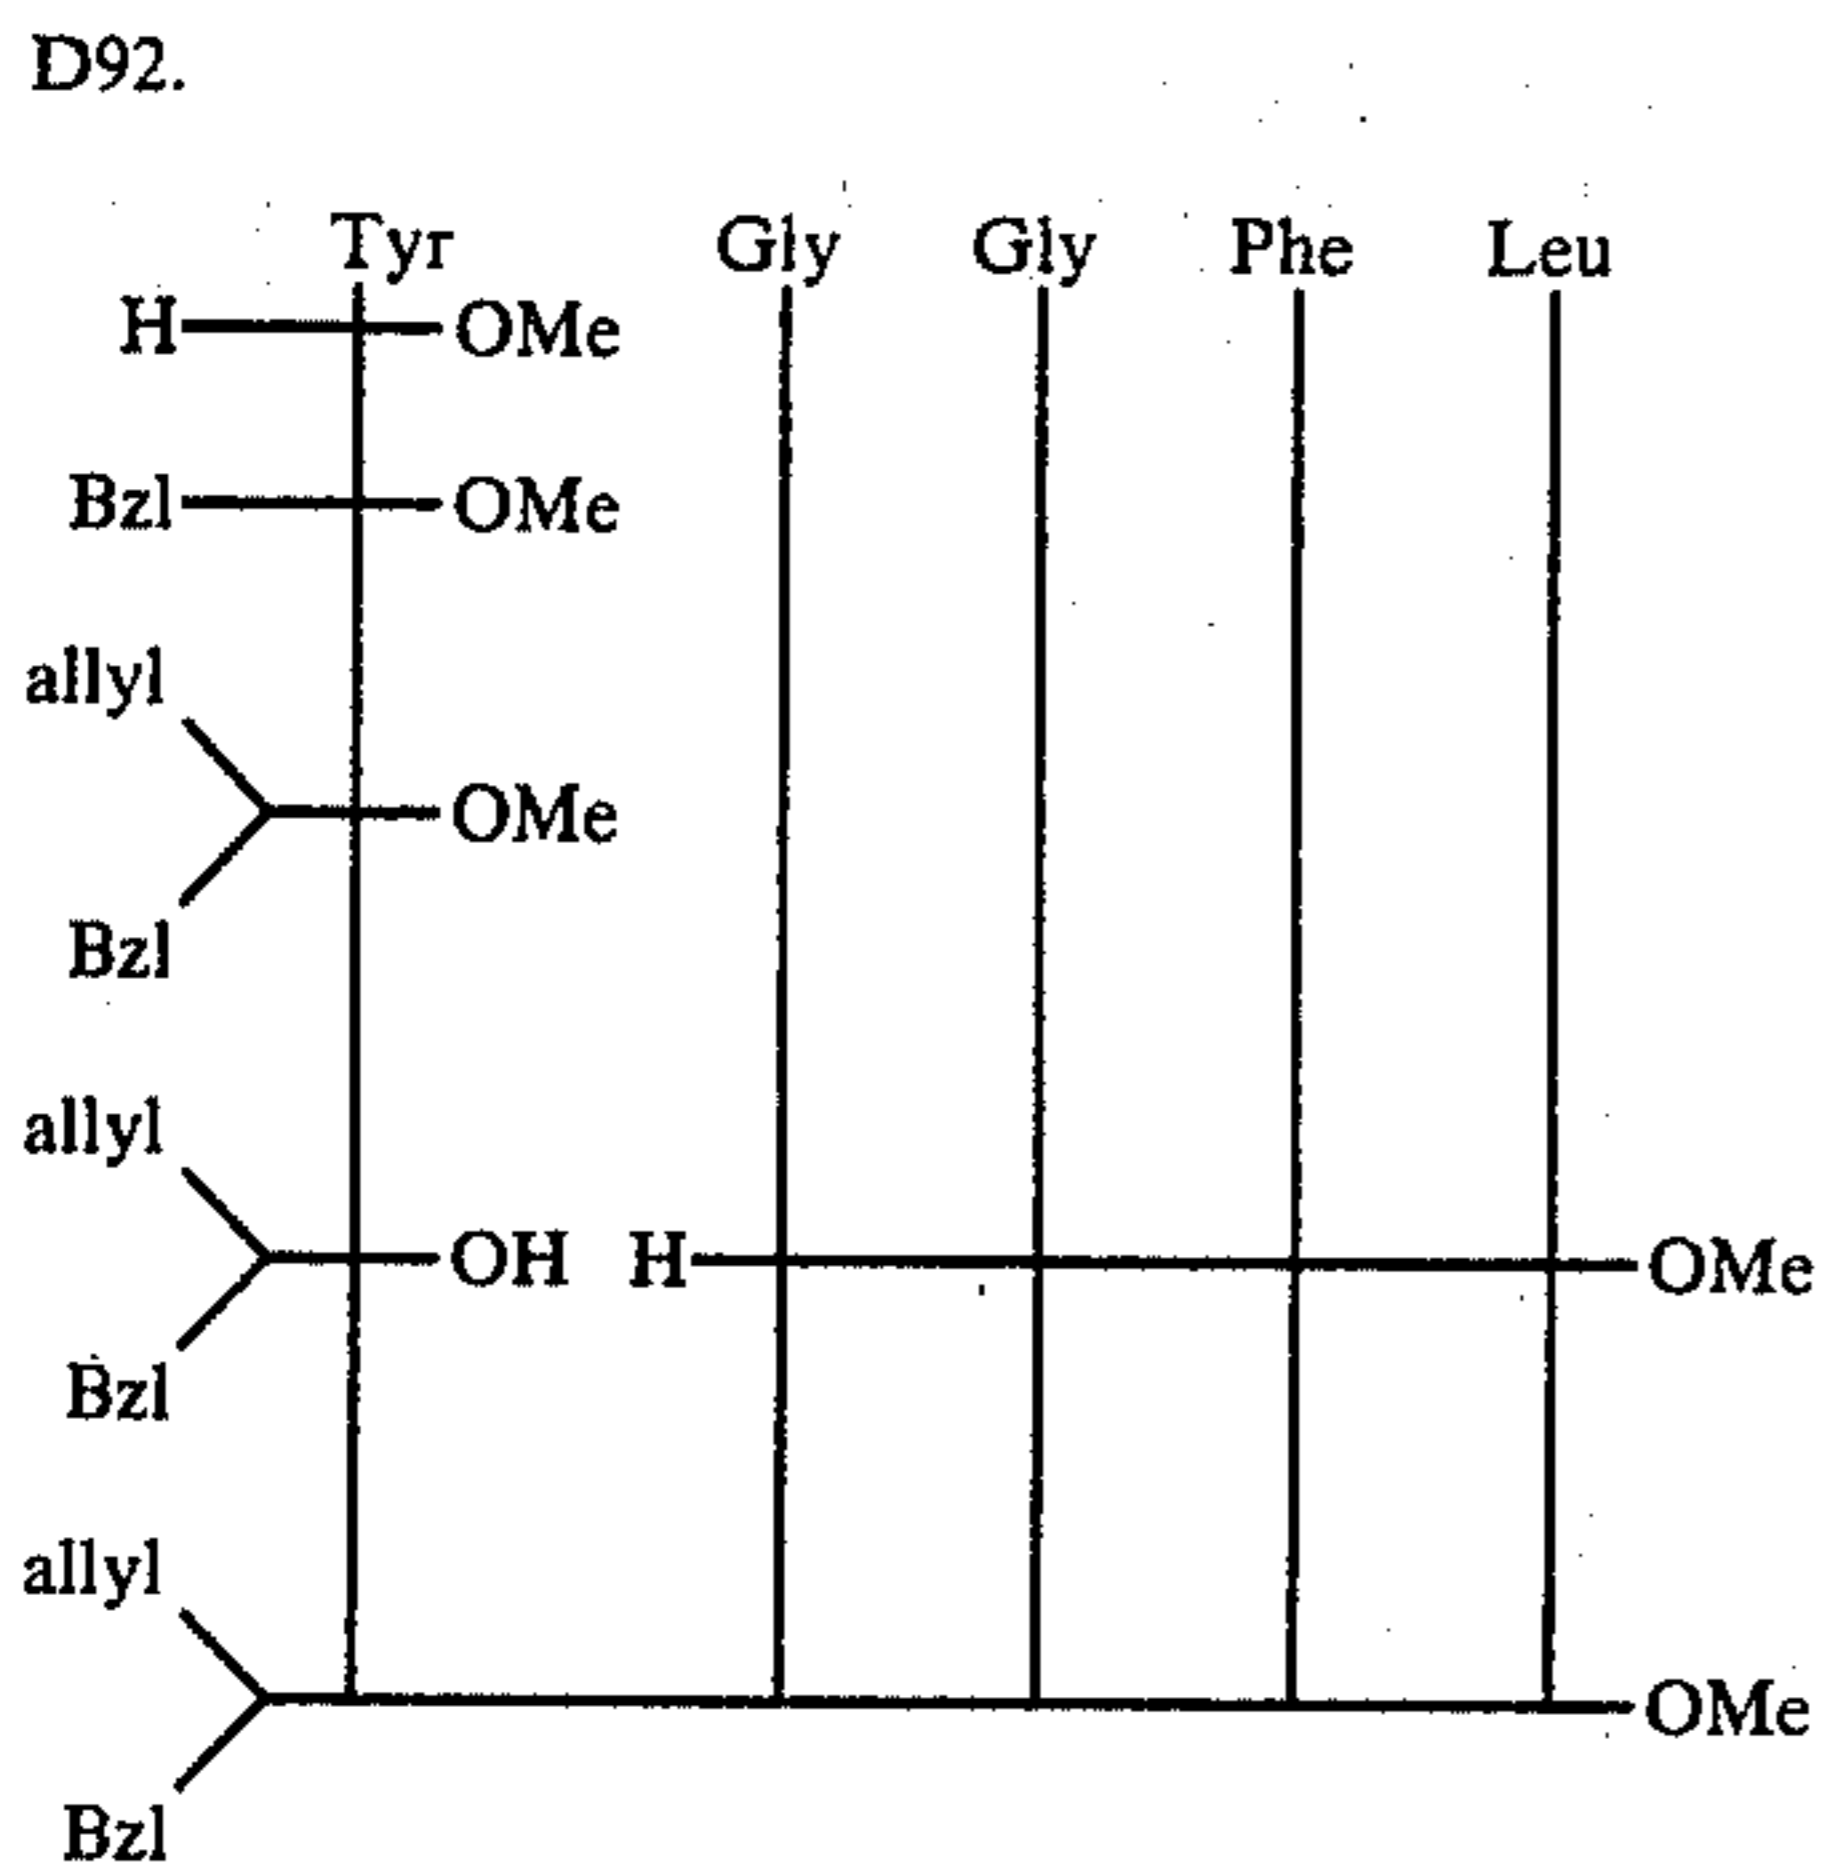 D92.
Tyr Gly Gly Phe Leu
H OMe
Bzl OMe
allyl
OMe
Bzl
allyl
OH H OMe
Bzl
allyl
OMe
Bzl